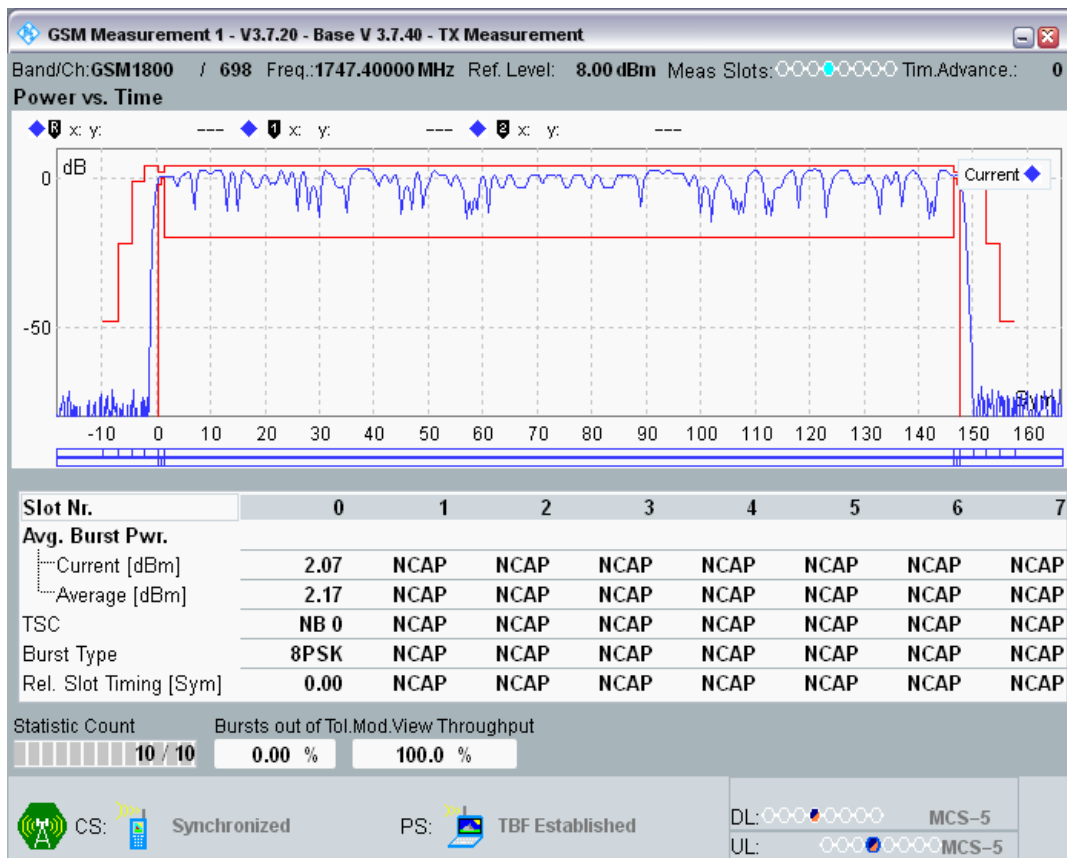 GSM Measurement 1 - V3.7.20 - Base V 3.7.40 - TX Measurement
Band/Ch:GSM1800 / 698 Freq.:1747.40000 MHz Ref. Level: 8.00 dBm Meas Slots: Tim.Advance.: 0
Power vs. Time
R x: y: --- 1 x: y: --- 2 x: y: ---
dB
Current
0
-50
Sym
-10 0 10 20 30 40 50 60 70 80 90 100 110 120 130 140 150 160
Slot Nr. 0 1 2 3 4 5 6 7
Avg. Burst Pwr.
Current [dBm] 2.07 NCAP NCAP NCAP NCAP NCAP NCAP NCAP
Average [dBm] 2.17 NCAP NCAP NCAP NCAP NCAP NCAP NCAP
TSC NB 0 NCAP NCAP NCAP NCAP NCAP NCAP NCAP
Burst Type 8PSK NCAP NCAP NCAP NCAP NCAP NCAP NCAP
Rel. Slot Timing [Sym] 0.00 NCAP NCAP NCAP NCAP NCAP NCAP NCAP
Statistic Count Bursts out of Tol.Mod.View Throughput
10 / 10 0.00 % 100.0 %
CS: Synchronized PS: TBF Established
DL: MCS-5
UL: MCS-5